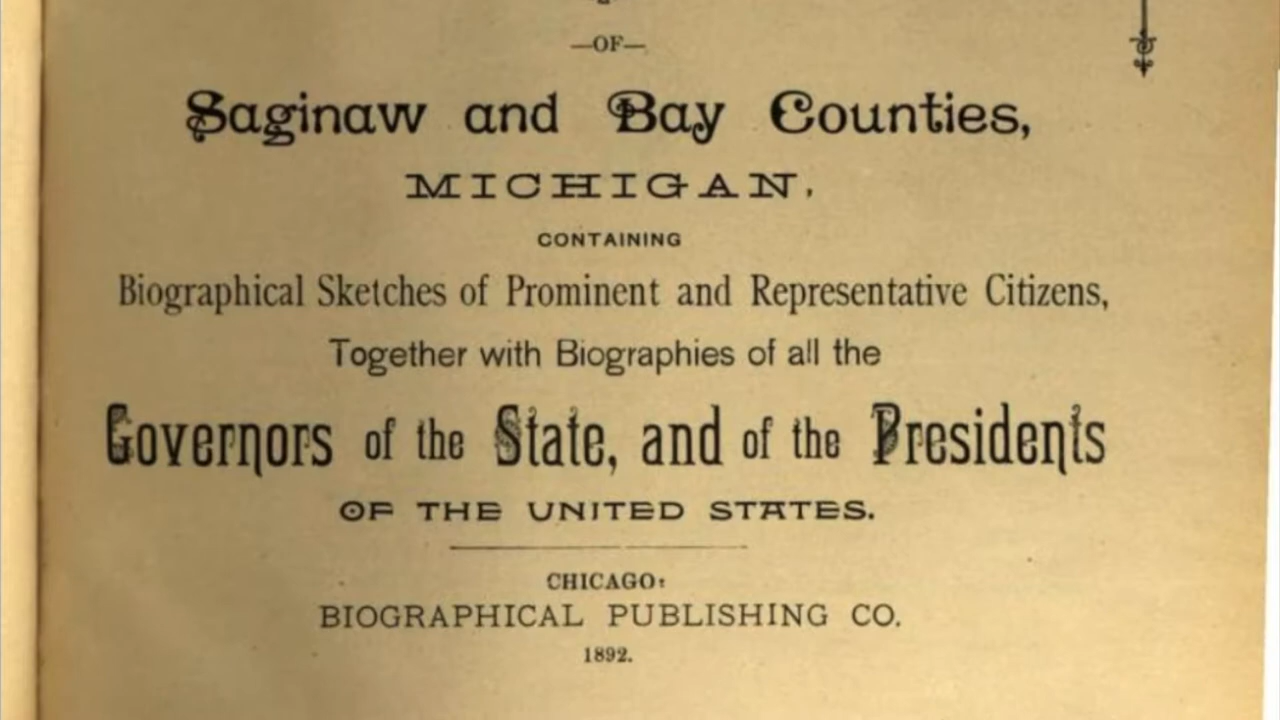 —OF—
Saginaw and Bay Counties,
MICHIGAN,
CONTAINING
Biographical Sketches of Prominent and Representative Citizens,
Together with Biographies of all the
Governors of the State, and of the Presidents
OF THE UNITED STATES.
CHICAGO:
BIOGRAPHICAL PUBLISHING CO.
1892.